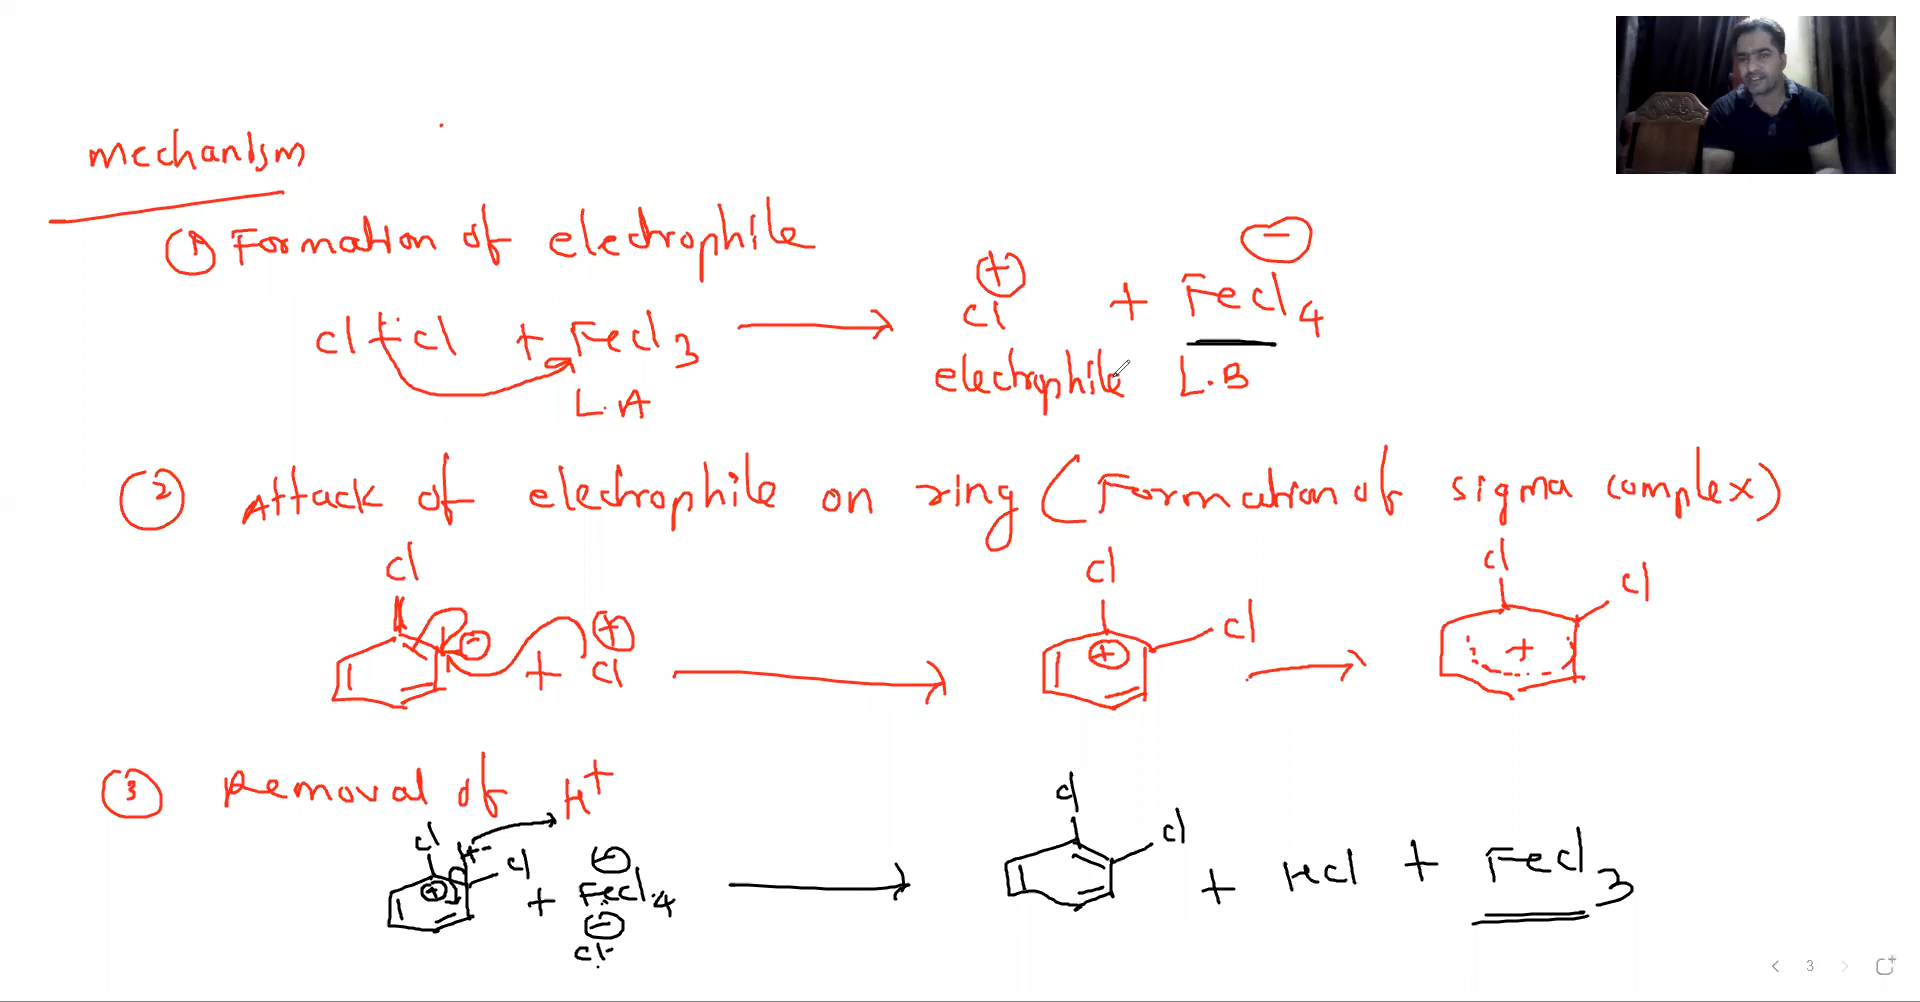 mechanism
① Formation of electrophile
⊕ ⊖
Cl-Cl + FeCl3 → Cl + FeCl4
L.A electrophile L.B
② Attack of electrophile on ring (Formation of sigma complex)
Cl Cl Cl Cl
⊖ + ⊕ Cl → ⊕ Cl → +
③ Removal of H+
Cl H Cl ⊖ Cl Cl
⊕ + FeCl4 → + HCl + FeCl3
⊖
Cl
3